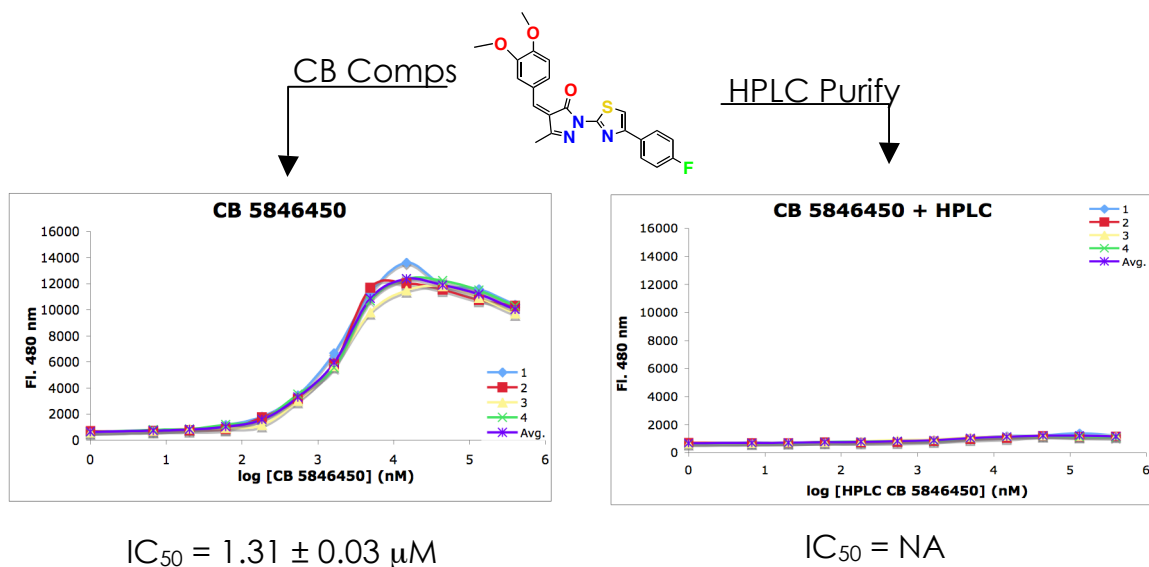 CB Comps
HPLC Purify
O
O
O
S
N
N
N
F
CB 5846450
16000
14000
12000
10000
8000
6000
4000
2000
0
Fl. 480 nm
1
2
3
4
Avg.
0 1 2 3 4 5 6
log [CB 5846450] (nM)
IC₅₀ = 1.31 ± 0.03 μM
CB 5846450 + HPLC
16000
14000
12000
10000
8000
6000
4000
2000
0
Fl. 480 nm
1
2
3
4
Avg.
0 1 2 3 4 5 6
log [HPLC CB 5846450] (nM)
IC₅₀ = NA